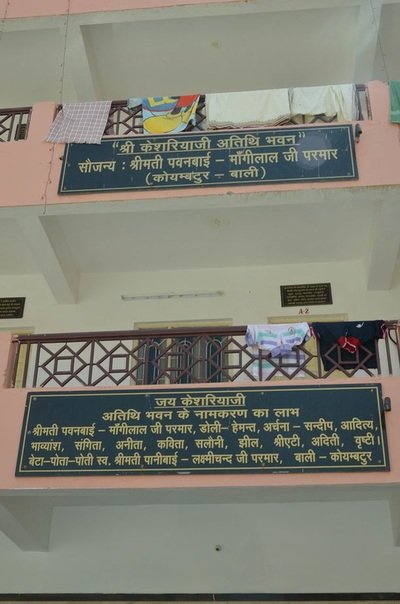 "श्री केशरियाजी अतिथि भवन"
सौजन्य : श्रीमती पवनबाई – माँगीलाल जी परमार
(कोयम्बटुर – बाली)
A-Z
जय केशरियाजी
अतिथि भवन के नामकरण का लाभ
श्रीमती पवनबाई – माँगीलाल जी परमार, डोली– हेमन्त, अर्चना – सन्दीप, आदित्य,
भाव्यांश, संगिता, अनीता, कविता, सलोनी, झील, श्रीएटी, अदिती, वृष्टी।
बेटा-पोता-पोती स्व. श्रीमती पानीबाई – लक्ष्मीचन्द जी परमार, बाली – कोयम्बटुर